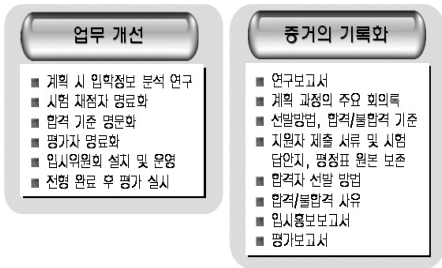 업무 개선
계획 시 입학정보 분석 연구
시험 채점자 명료화
합격 기준 명문화
평가자 명료화
입시위원회 설치 및 운영
전형 완료 후 평가 실시
증거의 기록화
연구보고서
계획 과정의 주요 회의록
선발방법, 합격/불합격 기준
지원자 제출 서류 및 시험
답안지, 평정표 원본 보존
합격자 선발 방법
합격/불합격 사유
입시홍보보고서
평가보고서